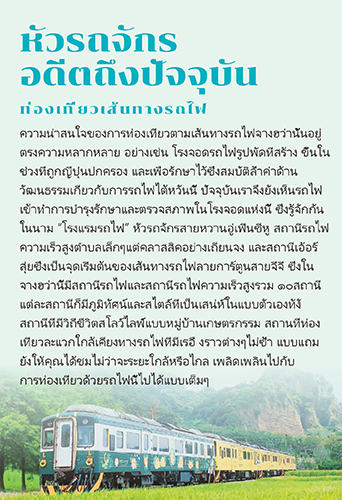 หัวรถจักร
อดีตถึงปัจจุบัน
ท่องเที่ยวเส้นทางรถไฟ
ความน่าสนใจของการท่องเที่ยวตามเส้นทางรถไฟจางฮว่านั้นอยู่
ตรงความหลากหลาย อย่างเช่น โรงจอดรถไฟรูปพัดที่สร้าง ขึ้นใน
ช่วงที่ถูกญี่ปุ่นปกครอง และเพื่อรักษาไว้ซึ่งสมบัติล้ำค่าด้าน
วัฒนธรรมเกี่ยวกับการรถไฟไต้หวันนี้ ปัจจุบันเราจึงยังเห็นรถไฟ
เข้าทำการบำรุงรักษาและตรวจสภาพในโรงจอดแห่งนี้ ซึ่งรู้จักกัน
ในนาม “โรงแรมรถไฟ” หัวรถจักรสายหวานอู่เฟินซีหู สถานีรถไฟ
ความเร็วสูงตำบลเล็กๆแต่คลาสสิคอย่างเถียนจง และสถานีเอ้อร์
สุ่ยซึ่งเป็นจุดเริ่มต้นของเส้นทางรถไฟลายการ์ตูนสายจีจี ซึ่งใน
จางฮว่านี้มีสถานีรถไฟและสถานีรถไฟความเร็วสูงรวม ๑๐สถานี
แต่ละสถานีก็มีภูมิทัศน์และสไตล์ที่เป็นเสน่ห์ในแบบตัวเองทั้ง
สถานีที่มีวิถีชีวิตสโลว์ไลฟ์แบบหมู่บ้านเกษตรกรรม สถานที่ท่อง
เที่ยวละแวกใกล้เคียงทางรถไฟที่มีเรื่อ งราวต่างๆไม่ซ้ำ แบบแถม
ยังให้คุณได้ชมไม่ว่าจะระยะใกล้หรือไกล เพลิดเพลินไปกับ
การท่องเที่ยวด้วยรถไฟนี้ไปได้แบบเต็มๆ